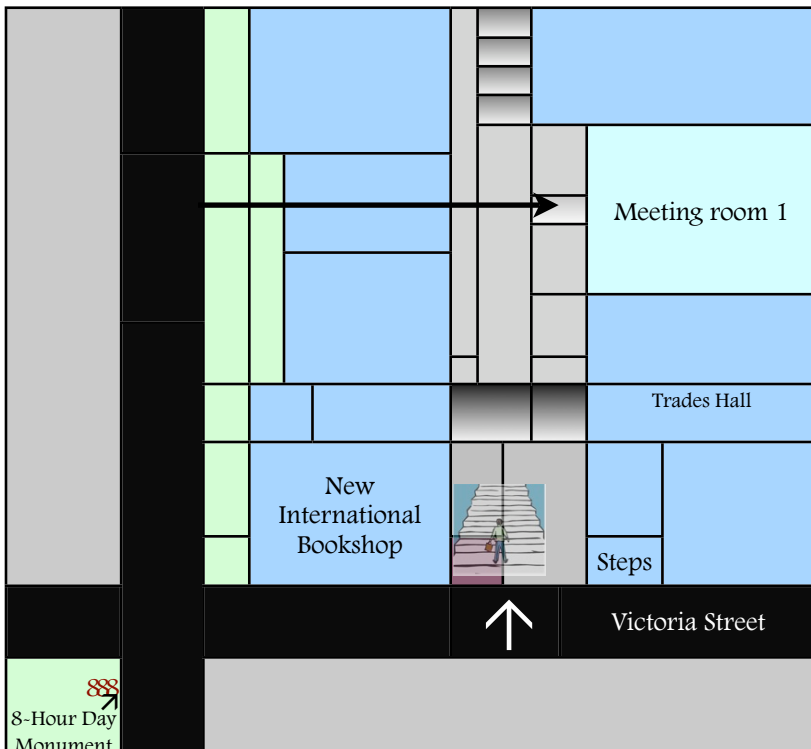 Meeting room 1
Trades Hall
New
International
Bookshop
Steps
Victoria Street
888
8-Hour Day
Monument